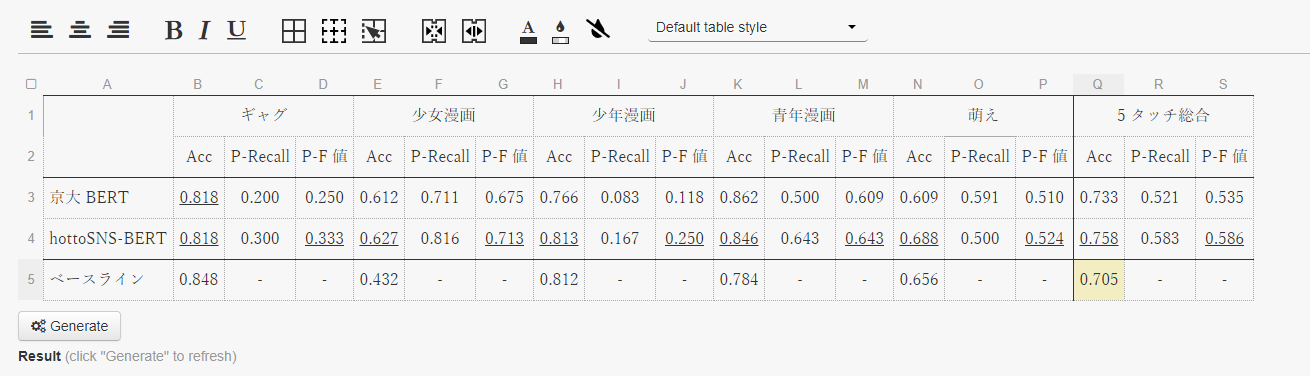 B I U A Default table style
A B C D E F G H I J K L M N O P Q R S
1 ギャグ 少女漫画 少年漫画 青年漫画 萌え 5 タッチ総合
2 Acc P-Recall P-F 値 Acc P-Recall P-F 値 Acc P-Recall P-F 値 Acc P-Recall P-F 値 Acc P-Recall P-F 値 Acc P-Recall P-F 値
3 京大 BERT 0.818 0.200 0.250 0.612 0.711 0.675 0.766 0.083 0.118 0.862 0.500 0.609 0.609 0.591 0.510 0.733 0.521 0.535
4 hottoSNS-BERT 0.818 0.300 0.333 0.627 0.816 0.713 0.813 0.167 0.250 0.846 0.643 0.643 0.688 0.500 0.524 0.758 0.583 0.586
5 ベースライン 0.848 - - 0.432 - - 0.812 - - 0.784 - - 0.656 - - 0.705 - -
Generate
Result (click "Generate" to refresh)